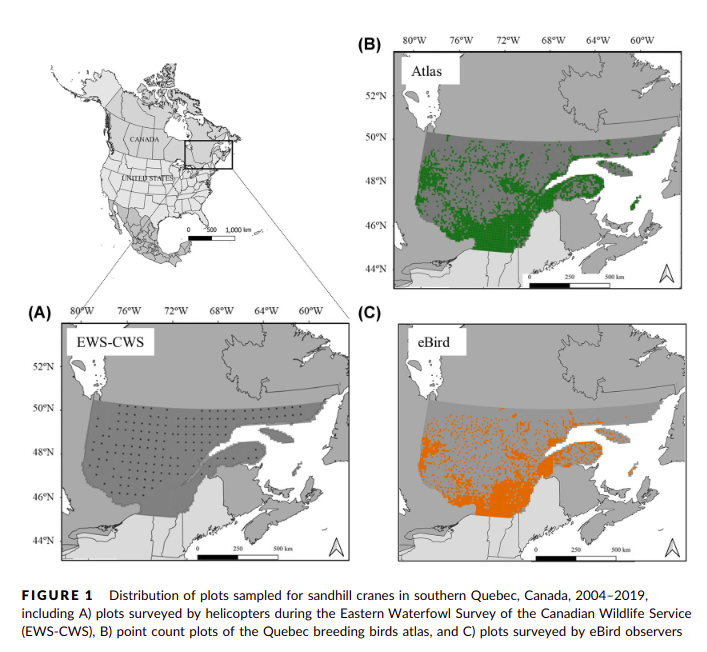 (B)
80°W 76°W 72°W 68°W 64°W 60°W
Atlas
52°N
50°N
48°N
46°N
44°N
0 250 500 km
CANADA
UNITED STATES
0 500 1,000 km
(A)
80°W 76°W 72°W 68°W 64°W 60°W
EWS-CWS
52°N
50°N
48°N
46°N
44°N
0 250 500 km
(C)
eBird
0 250 500 km
FIGURE 1 Distribution of plots sampled for sandhill cranes in southern Quebec, Canada, 2004–2019,
including A) plots surveyed by helicopters during the Eastern Waterfowl Survey of the Canadian Wildlife Service
(EWS-CWS), B) point count plots of the Quebec breeding birds atlas, and C) plots surveyed by eBird observers